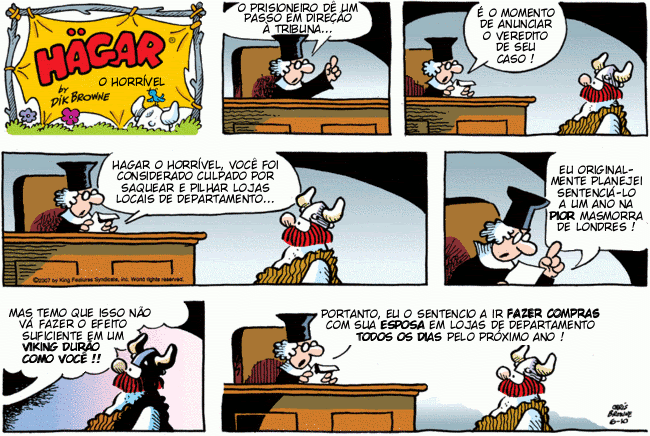 HÄGAR
O HORRÍVEL
by
DIK BROWNE
O PRISIONEIRO DÊ UM
PASSO EM DIREÇÃO
À TRIBUNA...
É O MOMENTO
DE ANUNCIAR
O VEREDITO
DE SEU
CASO !
HAGAR O HORRÍVEL, VOCÊ FOI
CONSIDERADO CULPADO POR
SAQUEAR E PILHAR LOJAS
LOCAIS DE DEPARTAMENTO...
©2007 by King Features Syndicate, Inc. World rights reserved.
EU ORIGINAL-
MENTE PLANEJEI
SENTENCIÁ-LO
A UM ANO NA
PIOR MASMORRA
DE LONDRES !
MAS TEMO QUE ISSO NÃO
VÁ FAZER O EFEITO
SUFICIENTE EM UM
VIKING DURÃO
COMO VOCÊ !!
PORTANTO, EU O SENTENCIO A IR FAZER COMPRAS
COM SUA ESPOSA EM LOJAS DE DEPARTAMENTO
TODOS OS DIAS PELO PRÓXIMO ANO !
CHRIS
BROWNE
6-10